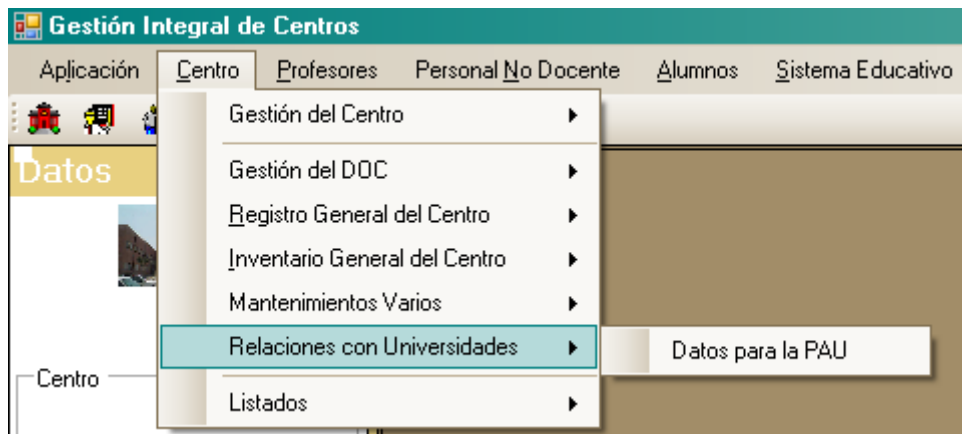 Gestión Integral de Centros
Aplicación Centro Profesores Personal No Docente Alumnos Sistema Educativo
Gestión del Centro
Datos
Gestión del DOC
Registro General del Centro
Inventario General del Centro
Mantenimientos Varios
Relaciones con Universidades Datos para la PAU
Centro
Listados